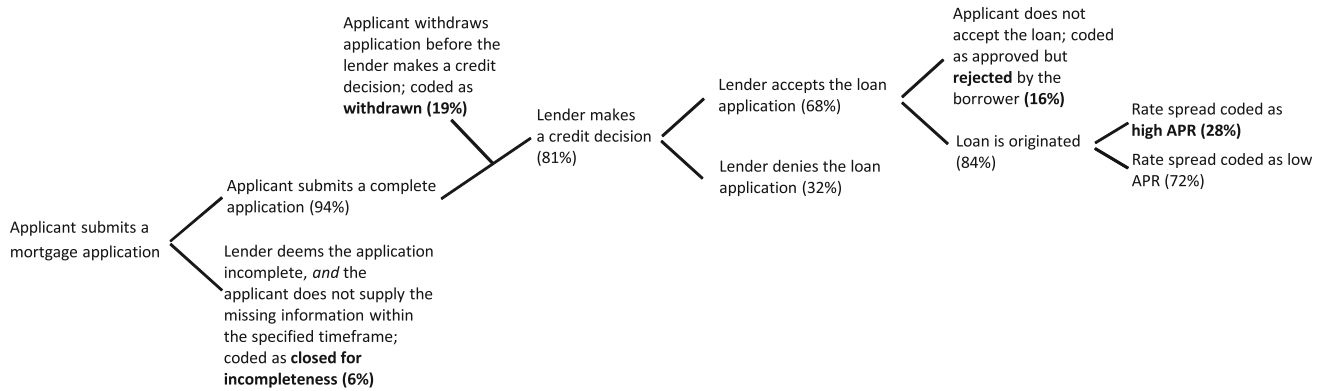 Applicant submits a
mortgage application
Applicant submits a complete
application (94%)
Lender deems the application
incomplete, and the
applicant does not supply the
missing information within
the specified timeframe;
coded as closed for
incompleteness (6%)
Applicant withdraws
application before the
lender makes a credit
decision; coded as
withdrawn (19%)
Lender makes
a credit decision
(81%)
Lender accepts the loan
application (68%)
Lender denies the loan
application (32%)
Applicant does not
accept the loan; coded
as approved but
rejected by the
borrower (16%)
Loan is originated
(84%)
Rate spread coded as
high APR (28%)
Rate spread coded as low
APR (72%)